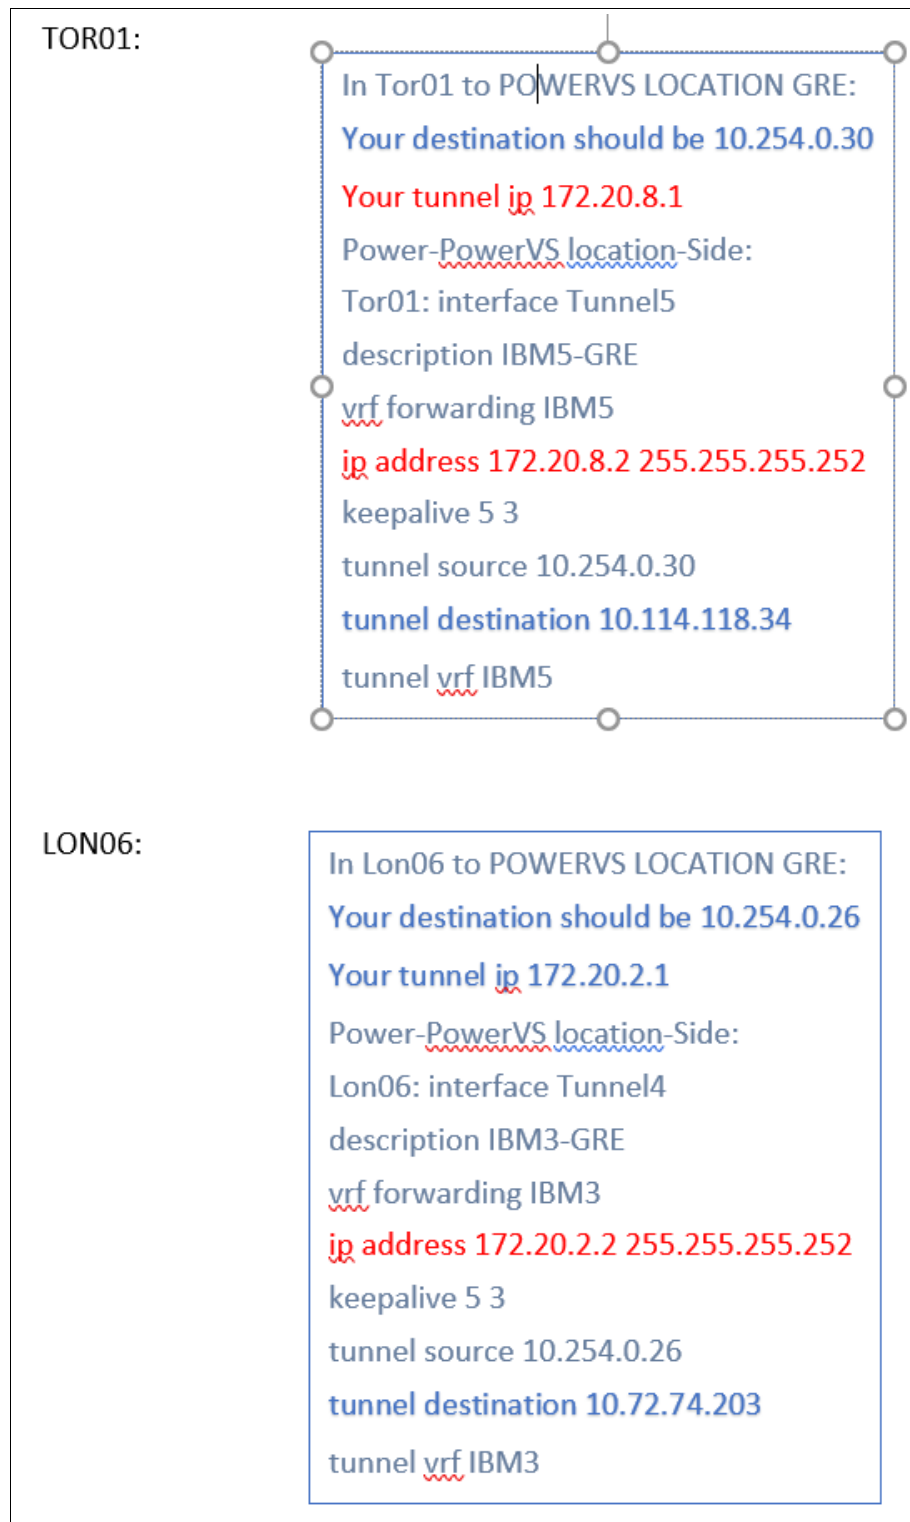 TOR01:
In Tor01 to POWERVS LOCATION GRE:
Your destination should be 10.254.0.30
Your tunnel ip 172.20.8.1
Power-PowerVS location-Side:
Tor01: interface Tunnel5
description IBM5-GRE
vrf forwarding IBM5
ip address 172.20.8.2 255.255.255.252
keepalive 5 3
tunnel source 10.254.0.30
tunnel destination 10.114.118.34
tunnel vrf IBM5
LON06:
In Lon06 to POWERVS LOCATION GRE:
Your destination should be 10.254.0.26
Your tunnel ip 172.20.2.1
Power-PowerVS location-Side:
Lon06: interface Tunnel4
description IBM3-GRE
vrf forwarding IBM3
ip address 172.20.2.2 255.255.255.252
keepalive 5 3
tunnel source 10.254.0.26
tunnel destination 10.72.74.203
tunnel vrf IBM3